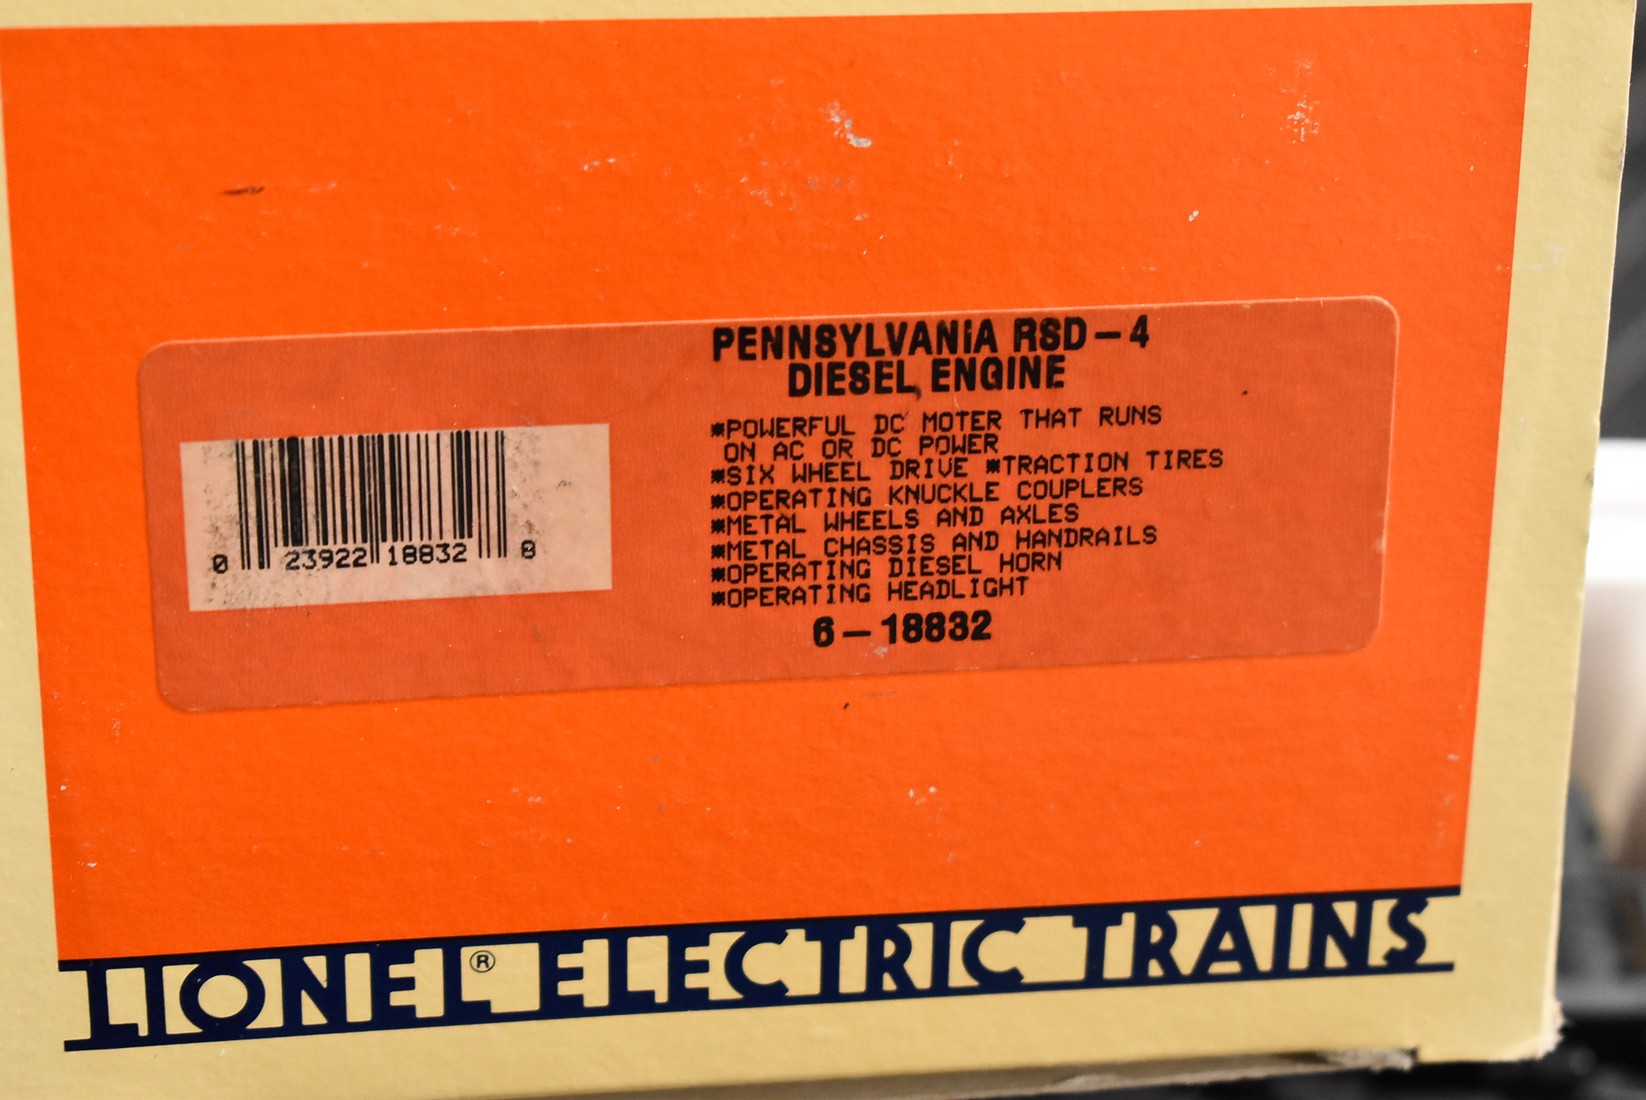 PENNSYLVANIA RSD-4
DIESEL ENGINE
*POWERFUL DC MOTER THAT RUNS
ON AC OR DC POWER
*SIX WHEEL DRIVE *TRACTION TIRES
*OPERATING KNUCKLE COUPLERS
*METAL WHEELS AND AXLES
*METAL CHASSIS AND HANDRAILS
*OPERATING DIESEL HORN
*OPERATING HEADLIGHT
6-18832
0 23922 18832 8
LIONEL® ELECTRIC TRAINS